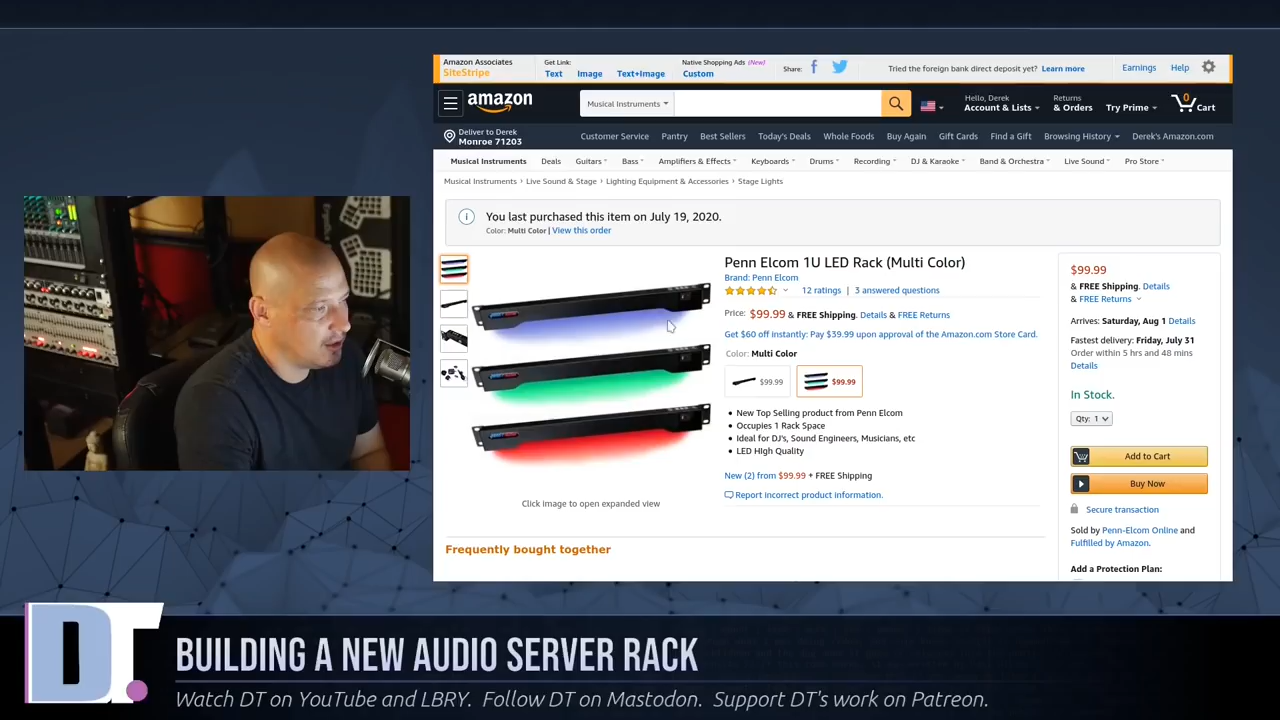 Amazon Associates
SiteStripe
Get Link:
Text Image Text+Image
Native Shopping Ads (New)
Custom
Share:
Tried the foreign bank direct deposit yet? Learn more
Earnings Help
amazon
Musical Instruments
Hello, Derek
Account & Lists
Returns
& Orders
Try Prime
0
Cart
Deliver to Derek
Monroe 71203
Customer Service Pantry Best Sellers Today's Deals Whole Foods Buy Again Gift Cards Find a Gift Browsing History Derek's Amazon.com
Musical Instruments Deals Guitars Bass Amplifiers & Effects Keyboards Drums Recording DJ & Karaoke Band & Orchestra Live Sound Pro Store
Musical Instruments › Live Sound & Stage › Lighting Equipment & Accessories › Stage Lights
You last purchased this item on July 19, 2020.
Color: Multi Color | View this order
Penn Elcom 1U LED Rack (Multi Color)
Brand: Penn Elcom
12 ratings | 3 answered questions
Price: $99.99 & FREE Shipping. Details & FREE Returns
Get $60 off instantly: Pay $39.99 upon approval of the Amazon.com Store Card.
Color: Multi Color
$99.99
$99.99
• New Top Selling product from Penn Elcom
• Occupies 1 Rack Space
• Ideal for DJ's, Sound Engineers, Musicians, etc
• LED HIgh Quality
New (2) from $99.99 + FREE Shipping
Report incorrect product information.
Click image to open expanded view
Frequently bought together
$99.99
& FREE Shipping. Details
& FREE Returns
Arrives: Saturday, Aug 1 Details
Fastest delivery: Friday, July 31
Order within 5 hrs and 48 mins
Details
In Stock.
Qty: 1
Add to Cart
Buy Now
Secure transaction
Sold by Penn-Elcom Online and
Fulfilled by Amazon.
Add a Protection Plan:
DT.
BUILDING A NEW AUDIO SERVER RACK
Watch DT on YouTube and LBRY. Follow DT on Mastodon. Support DT's work on Patreon.